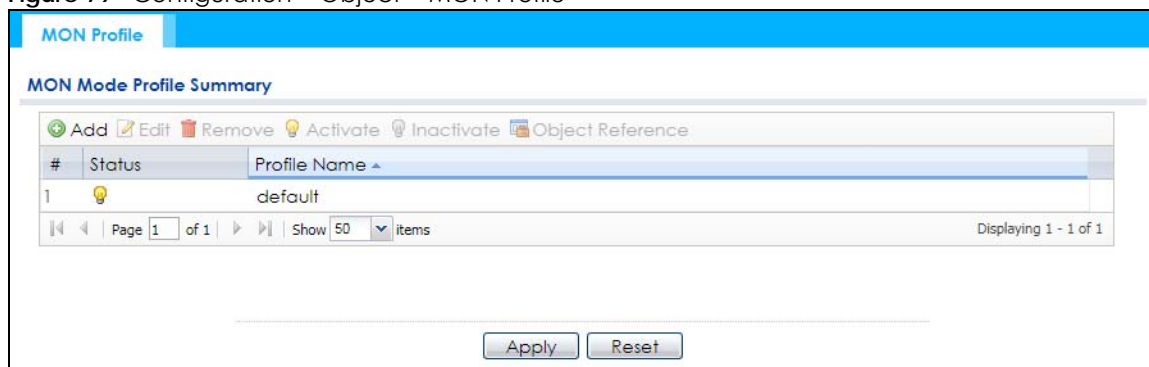 MON Profile
MON Mode Profile Summary
Add Edit Remove Activate Inactivate Object Reference
# Status Profile Name
1 default
Page 1 of 1 Show 50 items Displaying 1 - 1 of 1
Apply Reset